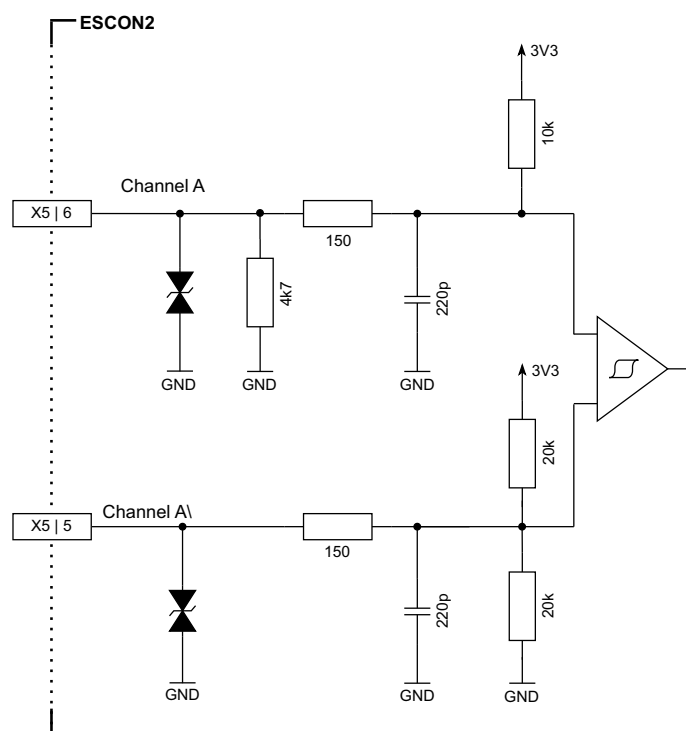 ESCON2
3V3
10k
Channel A
X5 | 6
150
4k7
220p
GND
GND
GND
3V3
20k
Channel A\
X5 | 5
150
220p
20k
GND
GND
GND